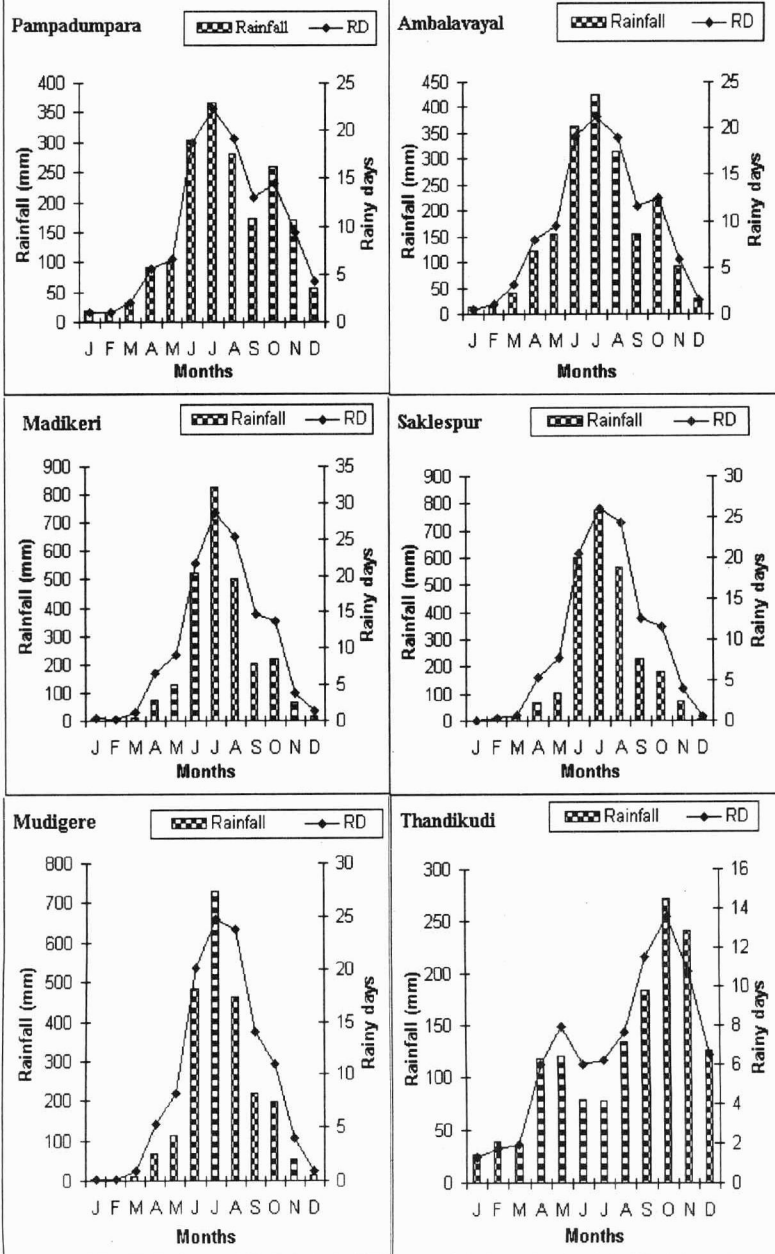 Pampadumpara
Rainfall RD
Rainfall (mm)
400
350
300
250
200
150
100
50
0
25
20
15
10
5
0
Rainy days
J F M A M J J A S O N D
Months
Ambalavayal
Rainfall RD
Rainfall (mm)
450
400
350
300
250
200
150
100
50
0
25
20
15
10
5
0
Rainy days
J F M A M J J A S O N D
Months
Madikeri
Rainfall RD
Rainfall (mm)
900
800
700
600
500
400
300
200
100
0
35
30
25
20
15
10
5
0
Rainy days
J F M A M J J A S O N D
Months
Saklespur
Rainfall RD
Rainfall (mm)
900
800
700
600
500
400
300
200
100
0
30
25
20
15
10
5
0
Rainy days
J F M A M J J A S O N D
Months
Mudigere
Rainfall RD
Rainfall (mm)
800
700
600
500
400
300
200
100
0
30
25
20
15
10
5
0
Rainy days
J F M A M J J A S O N D
Months
Thandikudi
Rainfall RD
Rainfall (mm)
300
250
200
150
100
50
0
16
14
12
10
8
6
4
2
0
Rainy days
J F M A M J J A S O N D
Months